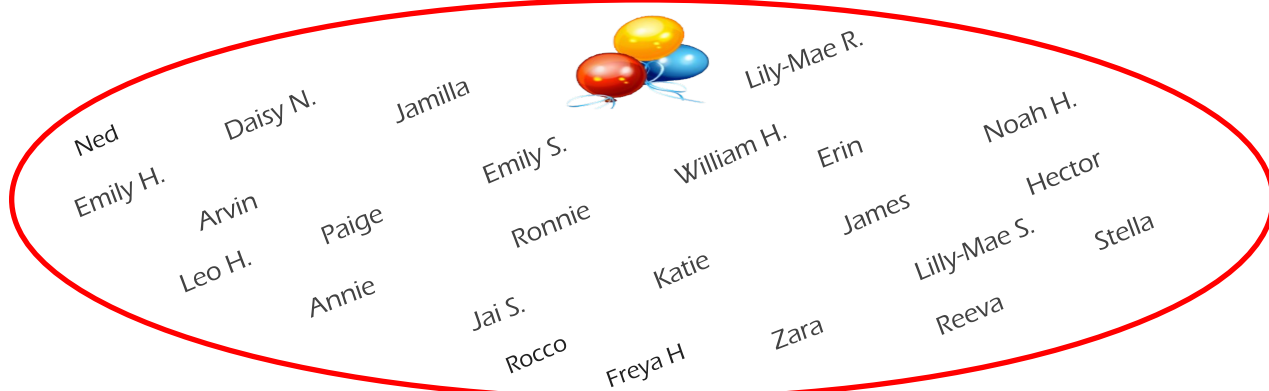 Ned
Daisy N.
Jamilla
Lily-Mae R.
Emily H.
Arvin
Emily S.
William H.
Erin
Noah H.
Leo H.
Paige
Ronnie
James
Hector
Annie
Katie
Lilly-Mae S.
Stella
Jai S.
Rocco
Freya H
Zara
Reeva